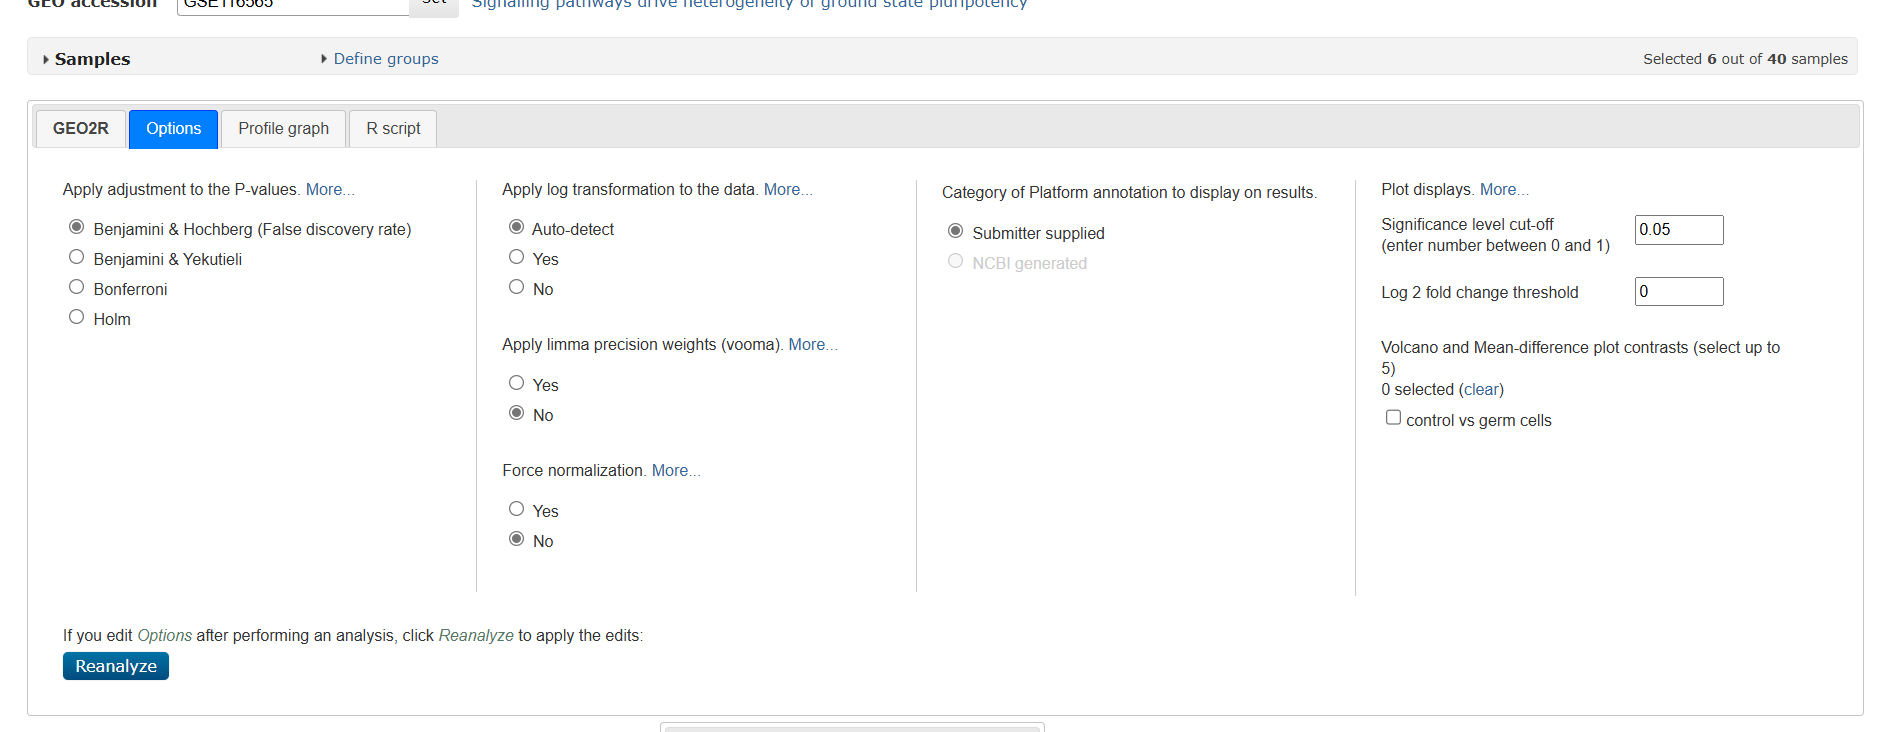 GEO accession GSE116565 Set Signalling pathways drive heterogeneity of ground state pluripotency
Samples
Define groups
Selected 6 out of 40 samples
GEO2R Options Profile graph R script
Apply adjustment to the P-values. More...
Benjamini & Hochberg (False discovery rate)
Benjamini & Yekutieli
Bonferroni
Holm
Apply log transformation to the data. More...
Auto-detect
Yes
No
Apply limma precision weights (vooma). More...
Yes
No
Force normalization. More...
Yes
No
Category of Platform annotation to display on results.
Submitter supplied
NCBI generated
Plot displays. More...
Significance level cut-off
(enter number between 0 and 1)
0.05
Log 2 fold change threshold
0
Volcano and Mean-difference plot contrasts (select up to
5)
0 selected (clear)
control vs germ cells
If you edit Options after performing an analysis, click Reanalyze to apply the edits:
Reanalyze